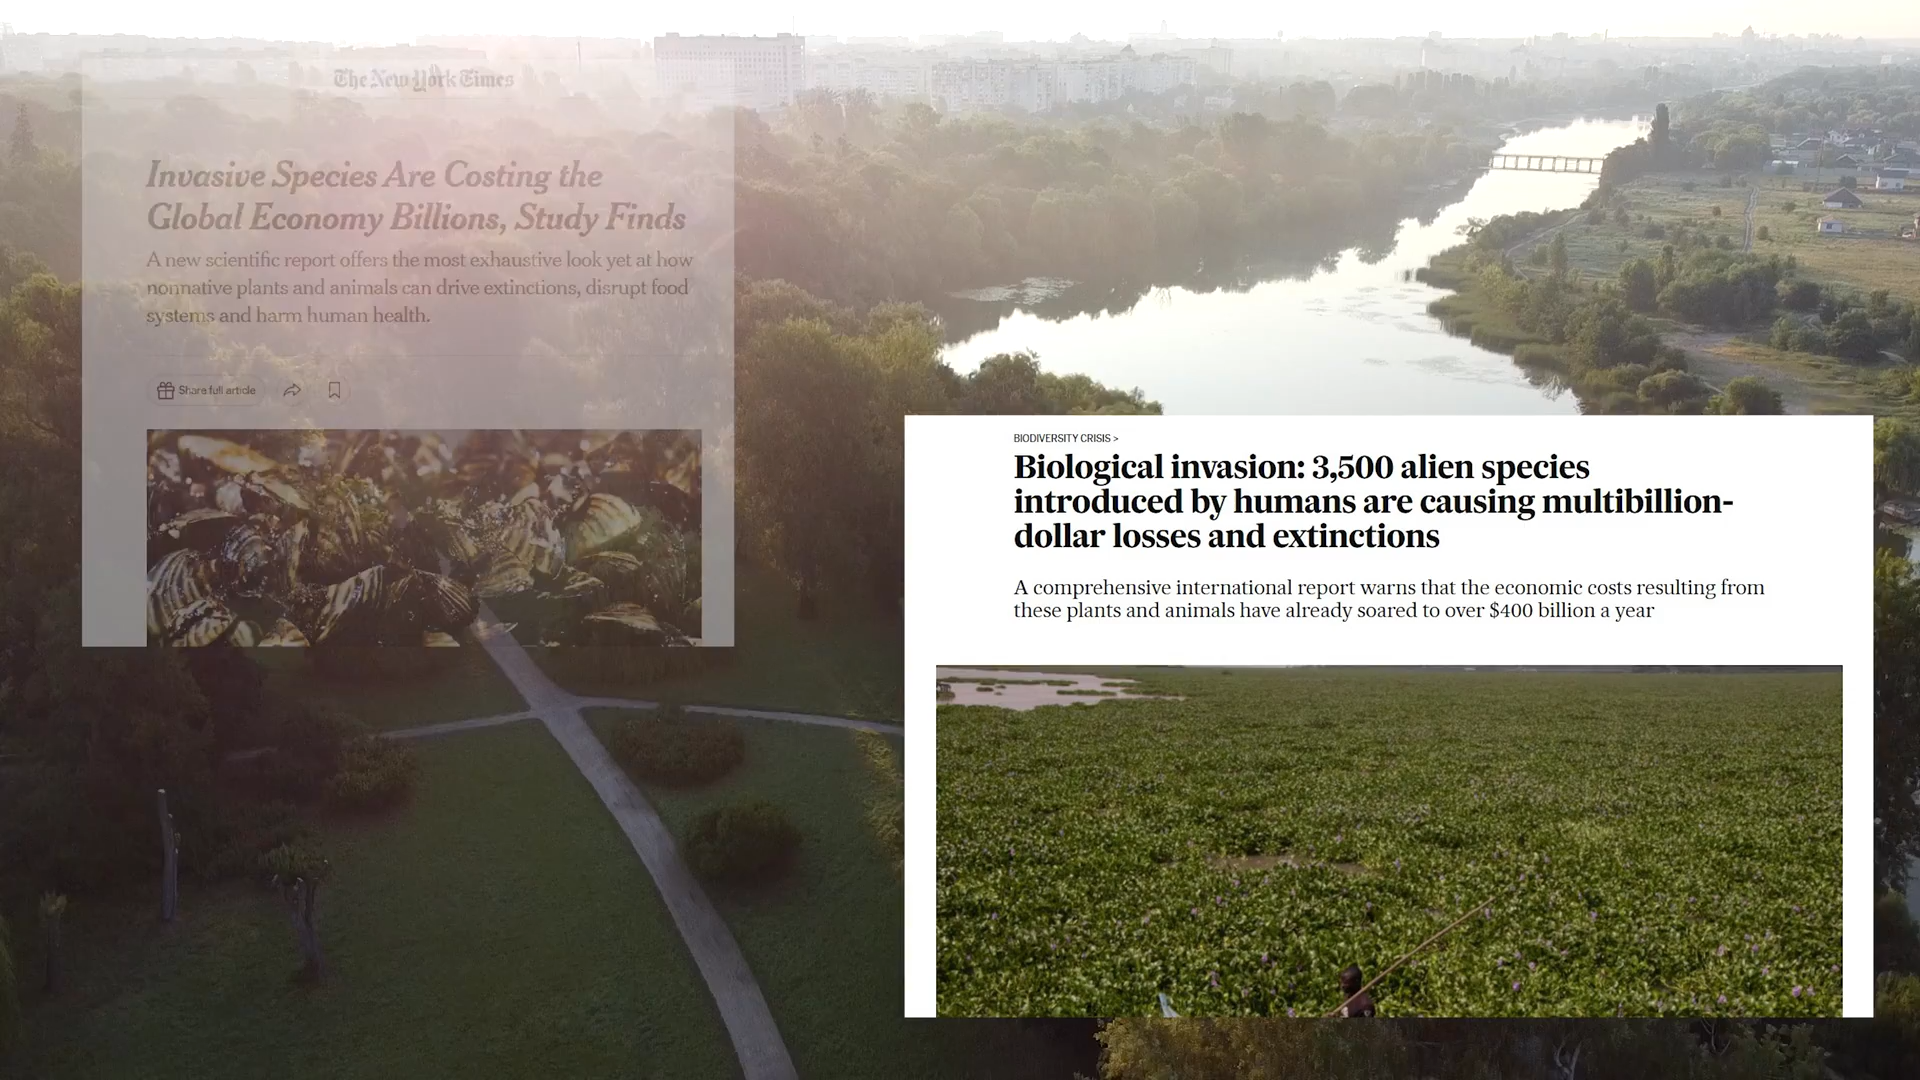 The New York Times
Invasive Species Are Costing the
Global Economy Billions, Study Finds
A new scientific report offers the most exhaustive look yet at how
nonnative plants and animals can drive extinctions, disrupt food
systems and harm human health.
Share full article
BIODIVERSITY CRISIS >
Biological invasion: 3,500 alien species
introduced by humans are causing multibillion-
dollar losses and extinctions
A comprehensive international report warns that the economic costs resulting from
these plants and animals have already soared to over $400 billion a year